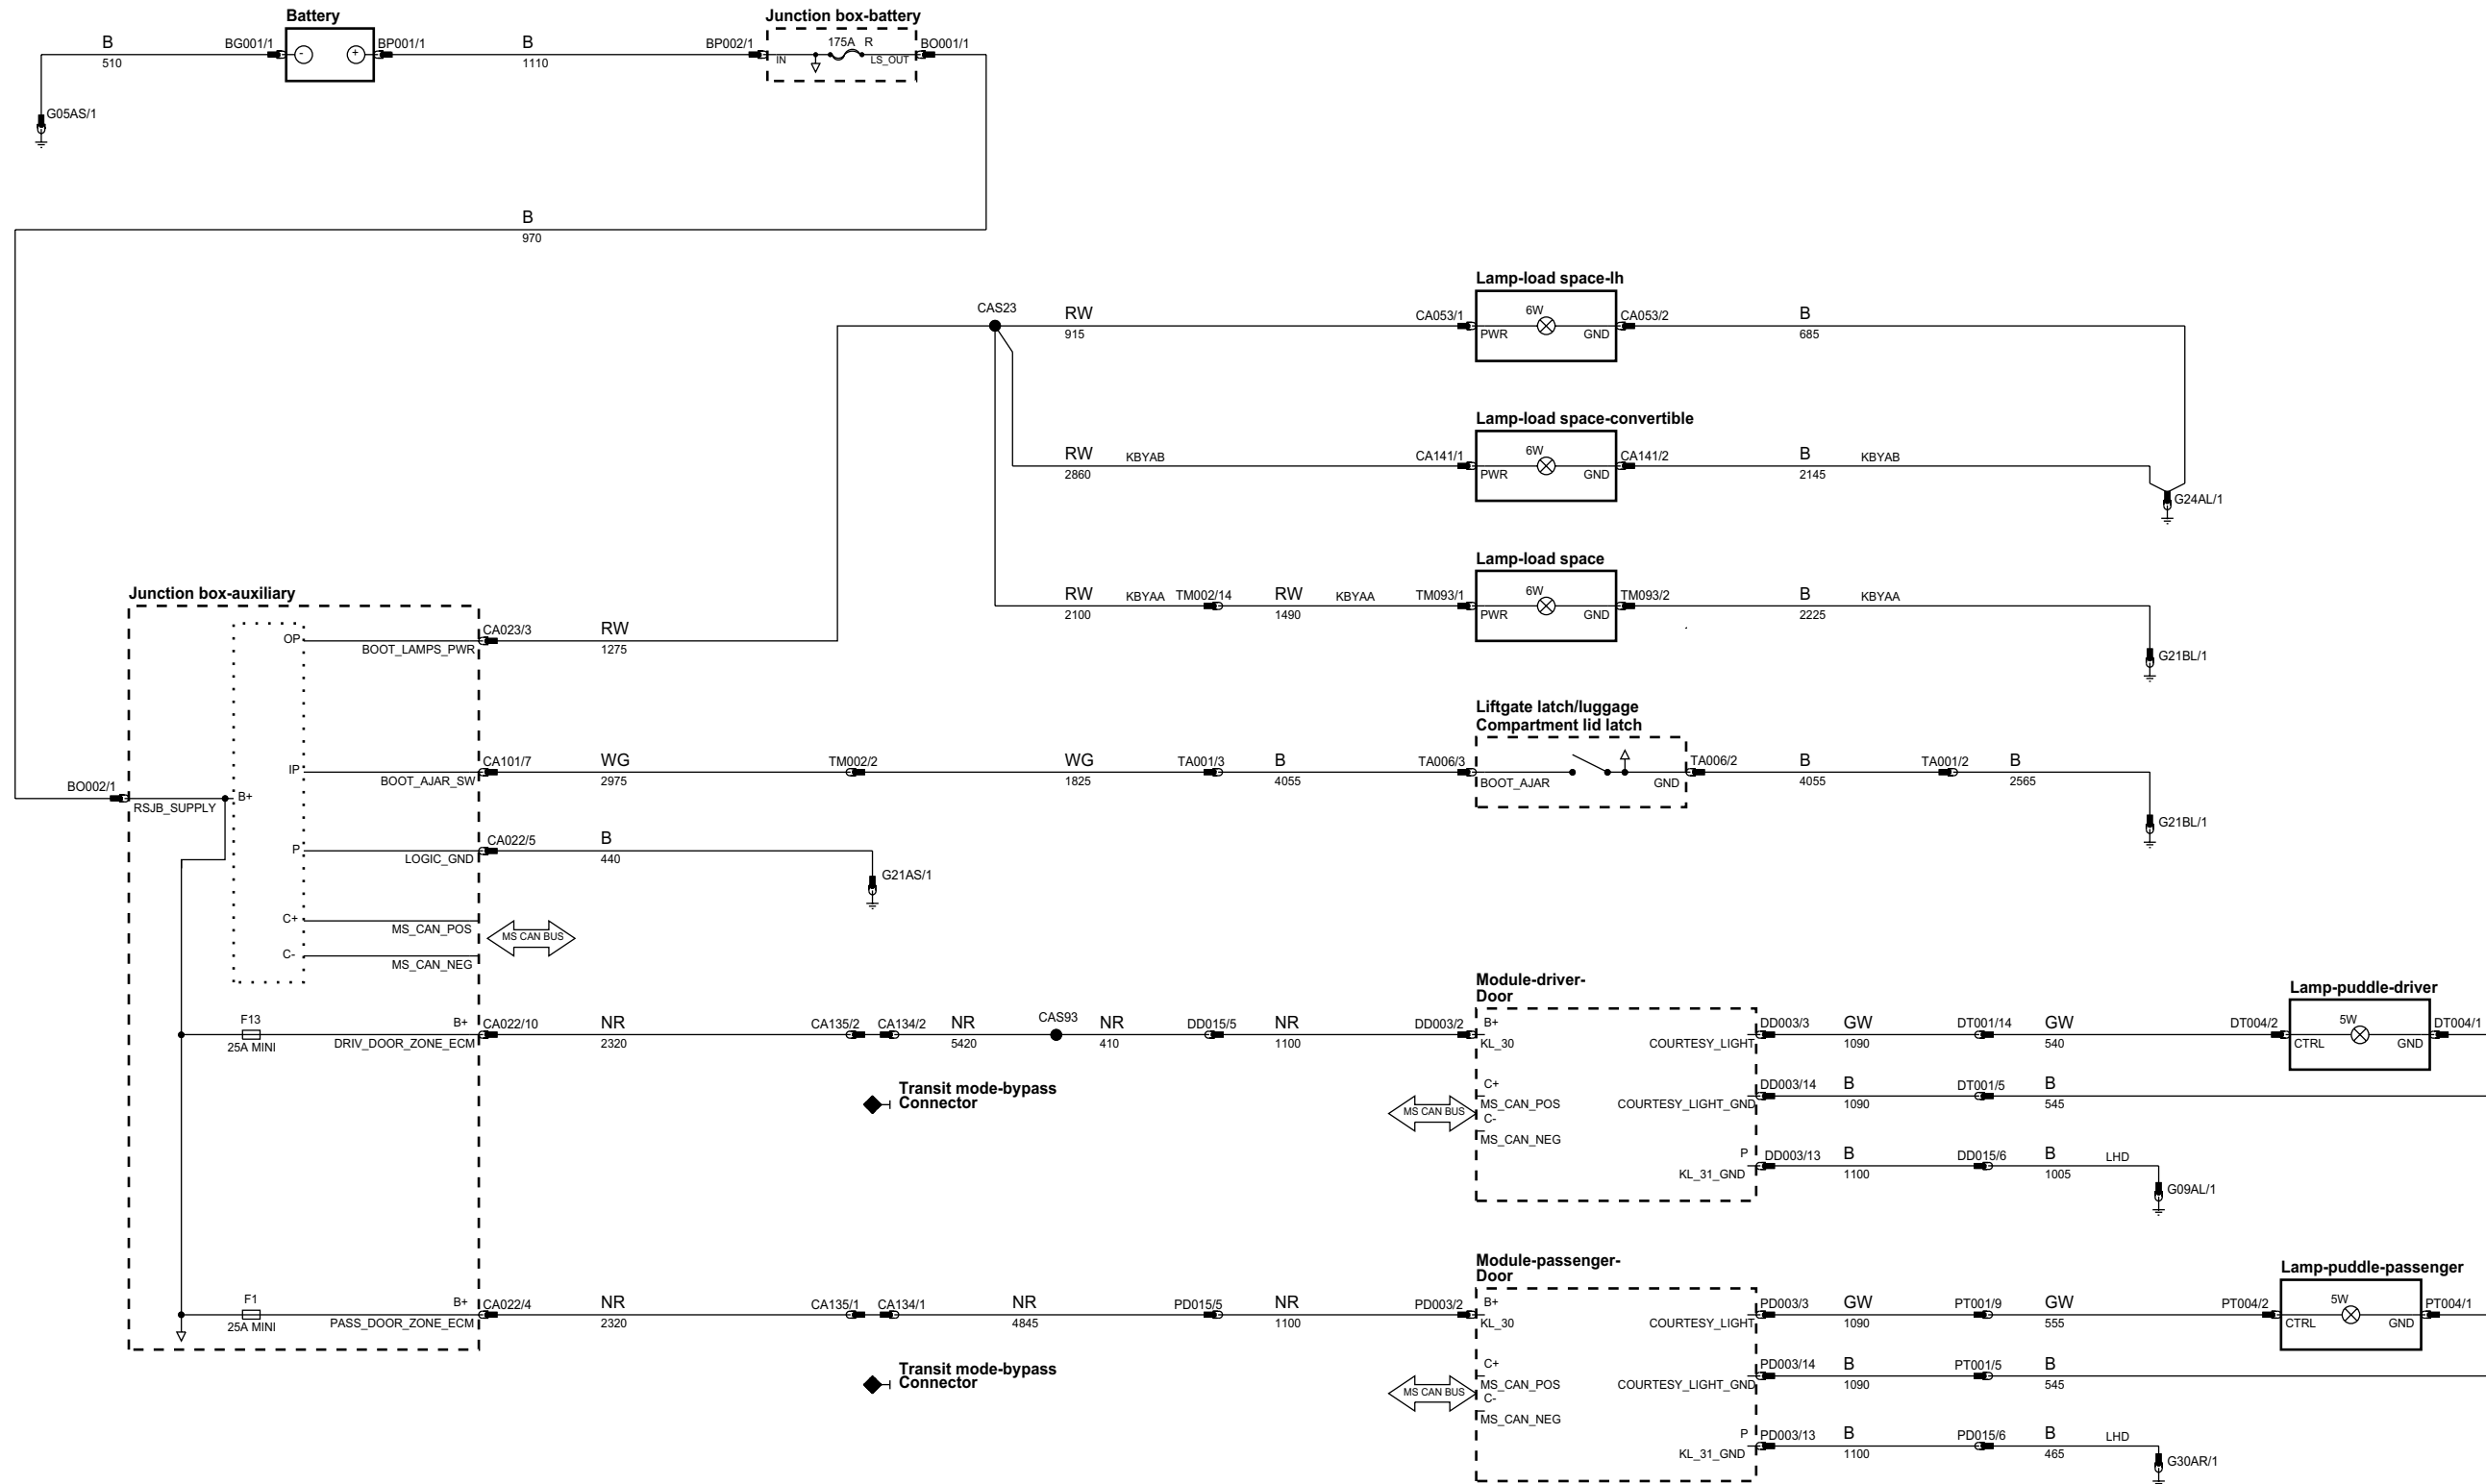 Battery
Junction box-battery
B
510
BG001/1
-
+
BP001/1
B
1110
BP002/1
IN
175A R
LS_OUT
BO001/1
G05AS/1
B
970
Lamp-load space-lh
CAS23
RW
915
CA053/1
6W
PWR
GND
CA053/2
B
685
Lamp-load space-convertible
RW
2860
KBYAB
CA141/1
6W
PWR
GND
CA141/2
B
2145
KBYAB
G24AL/1
Lamp-load space
RW
2100
KBYAA
TM002/14
RW
1490
KBYAA
TM093/1
6W
PWR
GND
TM093/2
B
2225
KBYAA
G21BL/1
Junction box-auxiliary
OP
BOOT_LAMPS_PWR
CA023/3
RW
1275
Liftgate latch/luggage
Compartment lid latch
IP
BOOT_AJAR_SW
CA101/7
WG
2975
TM002/2
WG
1825
TA001/3
B
4055
TA006/3
BOOT_AJAR
GND
TA006/2
B
4055
TA001/2
B
2565
G21BL/1
BO002/1
RSJB_SUPPLY
B+
P
LOGIC_GND
CA022/5
B
440
G21AS/1
C+
MS_CAN_POS
C-
MS_CAN_NEG
MS CAN BUS
F13
25A MINI
B+
DRIV_DOOR_ZONE_ECM
CA022/10
NR
2320
CA135/2
CA134/2
NR
5420
CAS93
NR
410
DD015/5
NR
1100
DD003/2
Transit mode-bypass
Connector
Module-driver-
Door
B+
KL_30
C+
MS_CAN_POS
C-
MS_CAN_NEG
MS CAN BUS
COURTESY_LIGHT
DD003/3
GW
1090
DT001/14
GW
540
DT004/2
Lamp-puddle-driver
5W
CTRL
GND
DT004/1
COURTESY_LIGHT_GND
DD003/14
B
1090
DT001/5
B
545
P
KL_31_GND
DD003/13
B
1100
DD015/6
B
1005
LHD
G09AL/1
F1
25A MINI
B+
PASS_DOOR_ZONE_ECM
CA022/4
NR
2320
CA135/1
CA134/1
NR
4845
PD015/5
NR
1100
PD003/2
Transit mode-bypass
Connector
Module-passenger-
Door
B+
KL_30
C+
MS_CAN_POS
C-
MS_CAN_NEG
MS CAN BUS
COURTESY_LIGHT
PD003/3
GW
1090
PT001/9
GW
555
PT004/2
Lamp-puddle-passenger
5W
CTRL
GND
PT004/1
COURTESY_LIGHT_GND
PD003/14
B
1090
PT001/5
B
545
P
KL_31_GND
PD003/13
B
1100
PD015/6
B
465
LHD
G30AR/1